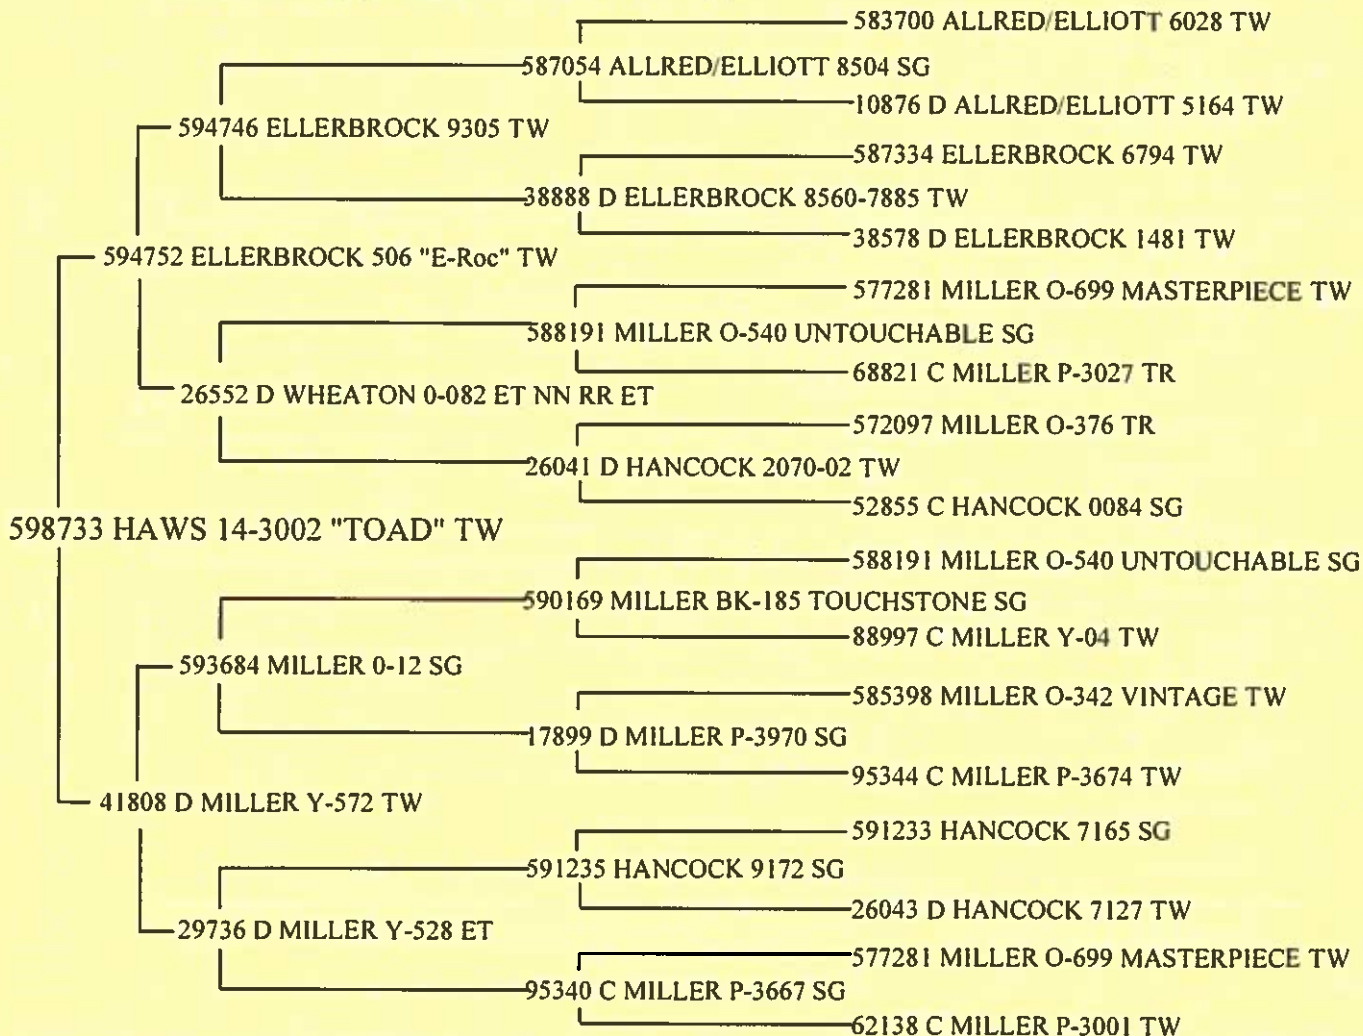 583700 ALLRED/ELLIOTT 6028 TW
587054 ALLRED/ELLIOTT 8504 SG
10876 D ALLRED/ELLIOTT 5164 TW
594746 ELLERBROCK 9305 TW
587334 ELLERBROCK 6794 TW
38888 D ELLERBROCK 8560-7885 TW
38578 D ELLERBROCK 1481 TW
594752 ELLERBROCK 506 "E-Roc" TW
577281 MILLER O-699 MASTERPIECE TW
588191 MILLER O-540 UNTOUCHABLE SG
68821 C MILLER P-3027 TR
26552 D WHEATON 0-082 ET NN RR ET
572097 MILLER O-376 TR
26041 D HANCOCK 2070-02 TW
52855 C HANCOCK 0084 SG
598733 HAWS 14-3002 "TOAD" TW
588191 MILLER O-540 UNTOUCHABLE SG
590169 MILLER BK-185 TOUCHSTONE SG
88997 C MILLER Y-04 TW
593684 MILLER 0-12 SG
585398 MILLER O-342 VINTAGE TW
17899 D MILLER P-3970 SG
95344 C MILLER P-3674 TW
41808 D MILLER Y-572 TW
591233 HANCOCK 7165 SG
591235 HANCOCK 9172 SG
26043 D HANCOCK 7127 TW
29736 D MILLER Y-528 ET
577281 MILLER O-699 MASTERPIECE TW
95340 C MILLER P-3667 SG
62138 C MILLER P-3001 TW